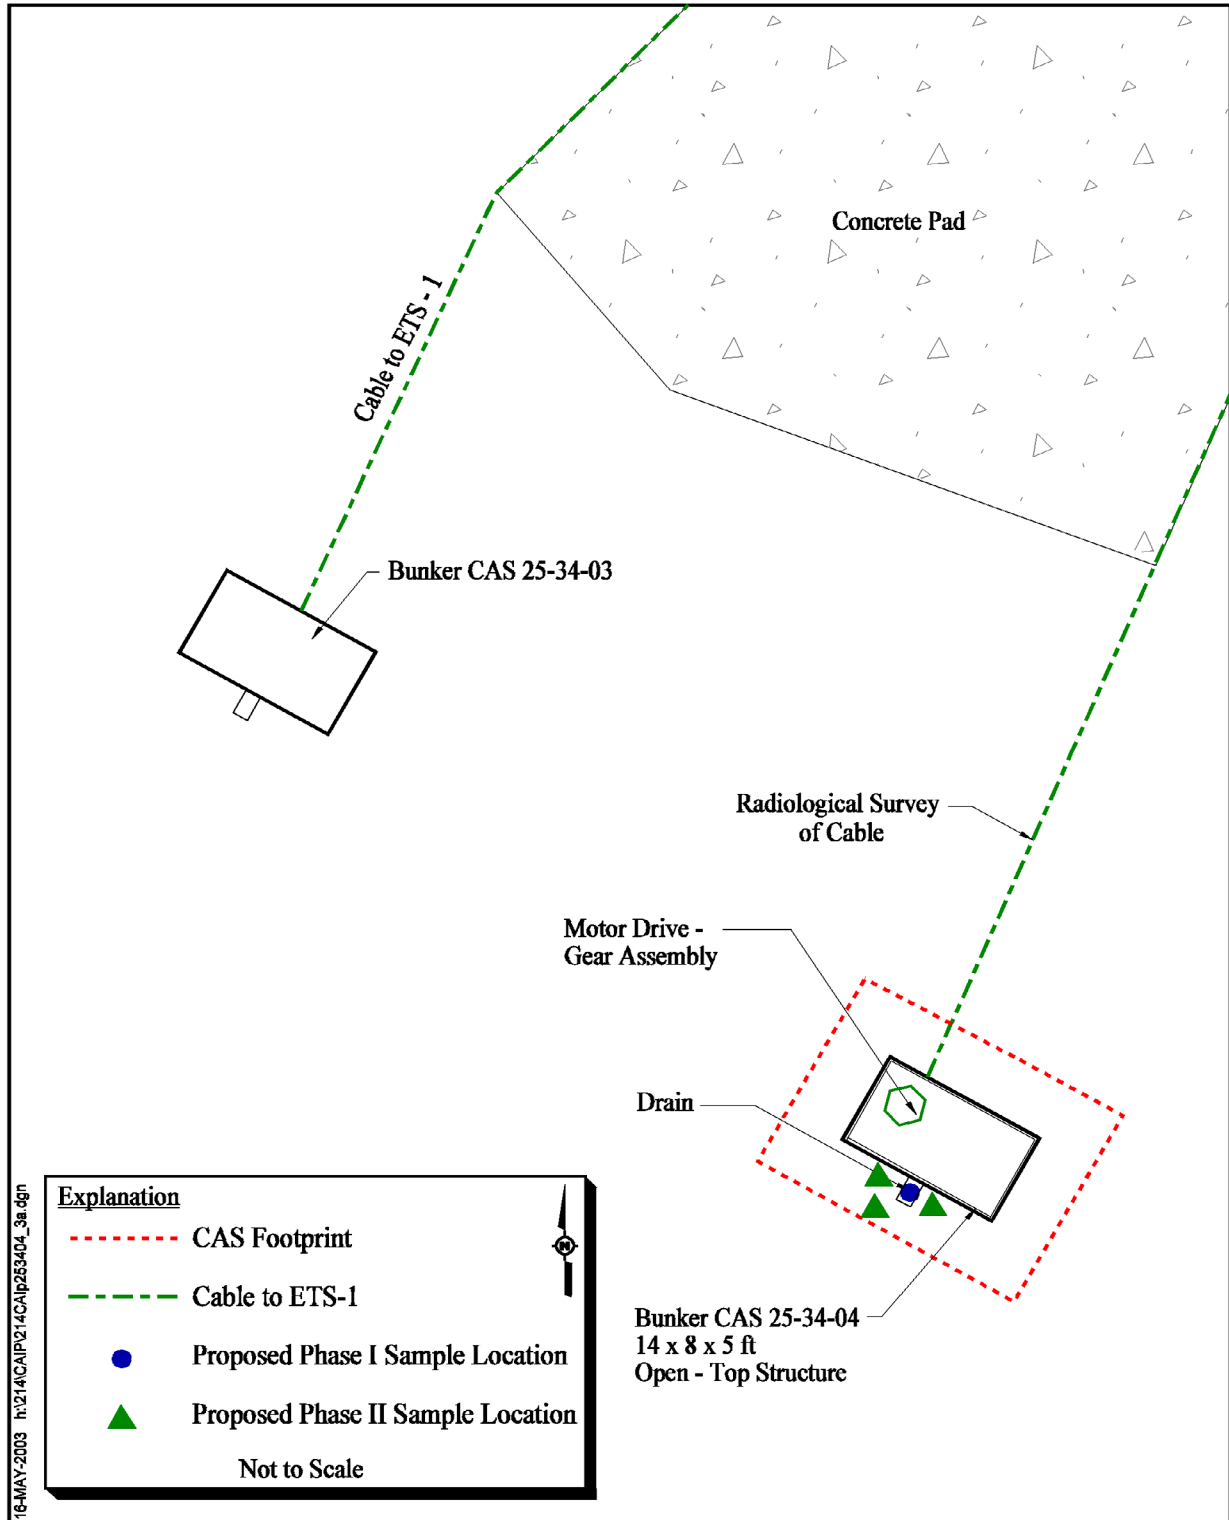 Concrete Pad
Cable to ETS - 1
Bunker CAS 25-34-03
Radiological Survey
of Cable
Motor Drive -
Gear Assembly
Drain
Bunker CAS 25-34-04
14 x 8 x 5 ft
Open - Top Structure
Explanation
N
CAS Footprint
Cable to ETS-1
Proposed Phase I Sample Location
Proposed Phase II Sample Location
Not to Scale
16-MAY-2003 h:\214\CAIP\214CAIp253404_3a.dgn